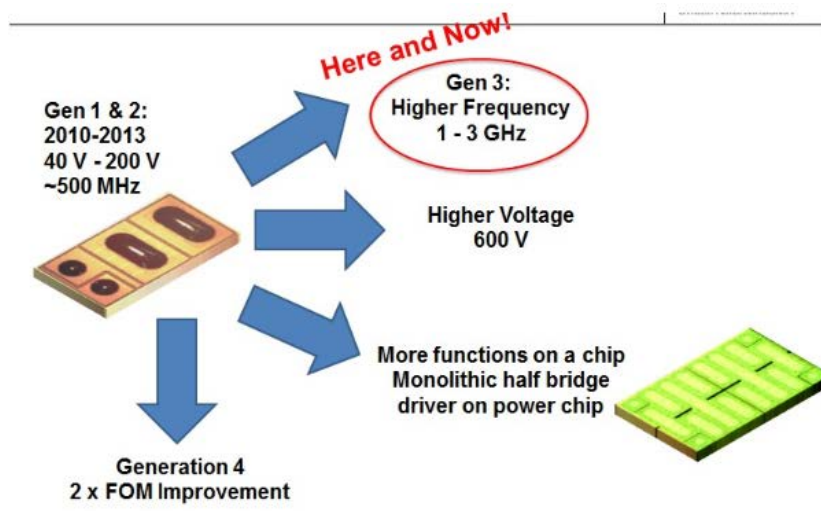 Here and Now!
Gen 1 & 2:
2010-2013
40 V - 200 V
~500 MHz
Gen 3:
Higher Frequency
1 - 3 GHz
Higher Voltage
600 V
More functions on a chip
Monolithic half bridge
driver on power chip
Generation 4
2 x FOM Improvement